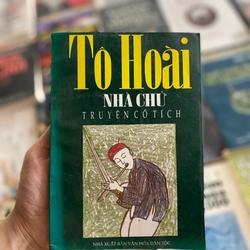 Tô Hoài
NHÀ CHỬ
TRUYỆN CỔ TÍCH
NHÀ XUẤT BẢN VĂN HÓA DÂN TỘC